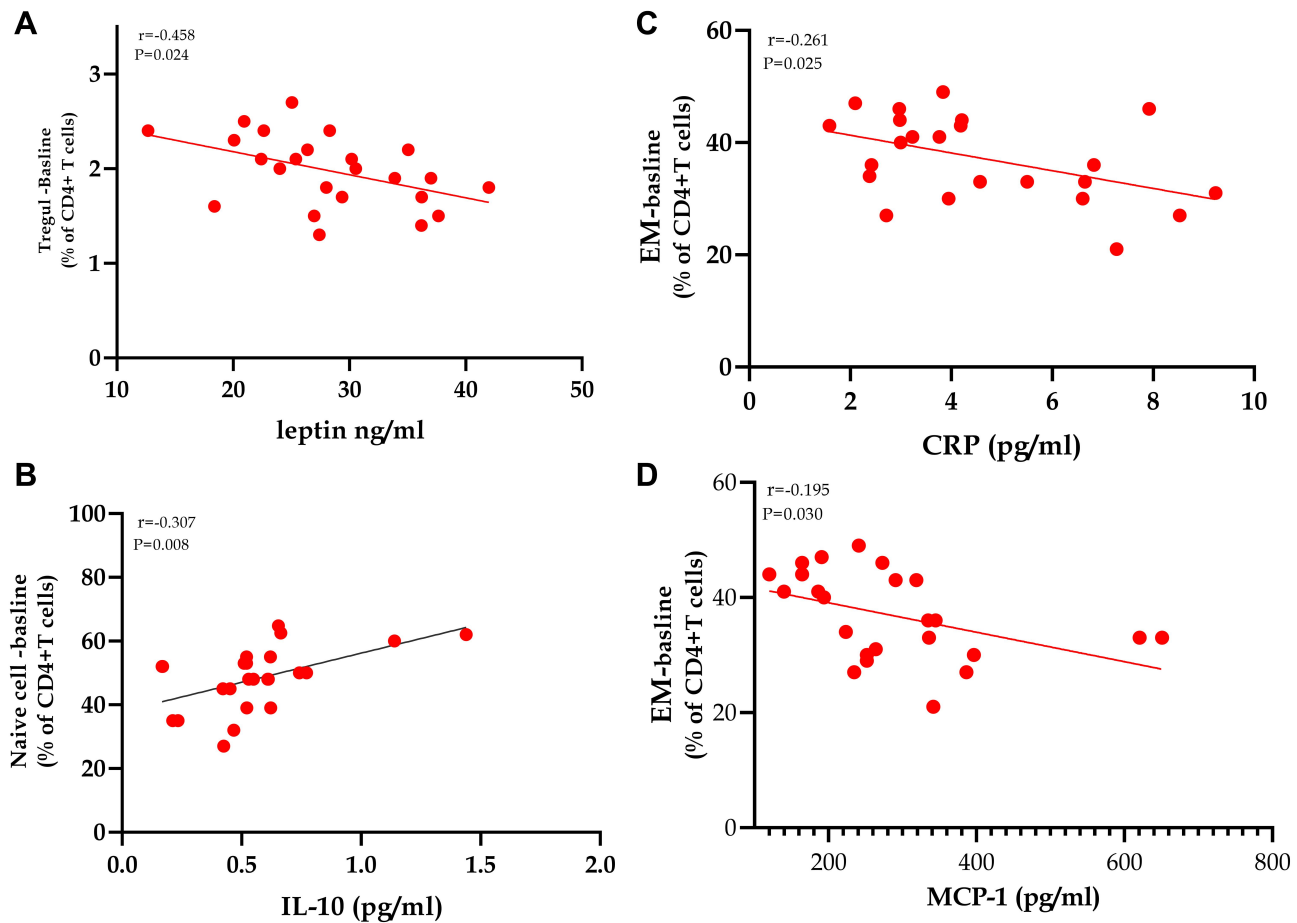 A
r=-0.458
P=0.024
Tregul -Basline
(% of CD4+ T cells)
3
2
1
0
10 20 30 40 50
leptin ng/ml
C
r=-0.261
P=0.025
EM-basline
(% of CD4+T cells)
60
40
20
0
0 2 4 6 8 10
CRP (pg/ml)
B
r=-0.307
P=0.008
Naive cell -basline
(% of CD4+T cells)
100
80
60
40
20
0
0.0 0.5 1.0 1.5 2.0
IL-10 (pg/ml)
D
r=-0.195
P=0.030
EM-basline
(% of CD4+T cells)
60
40
20
0
200 400 600 800
MCP-1 (pg/ml)